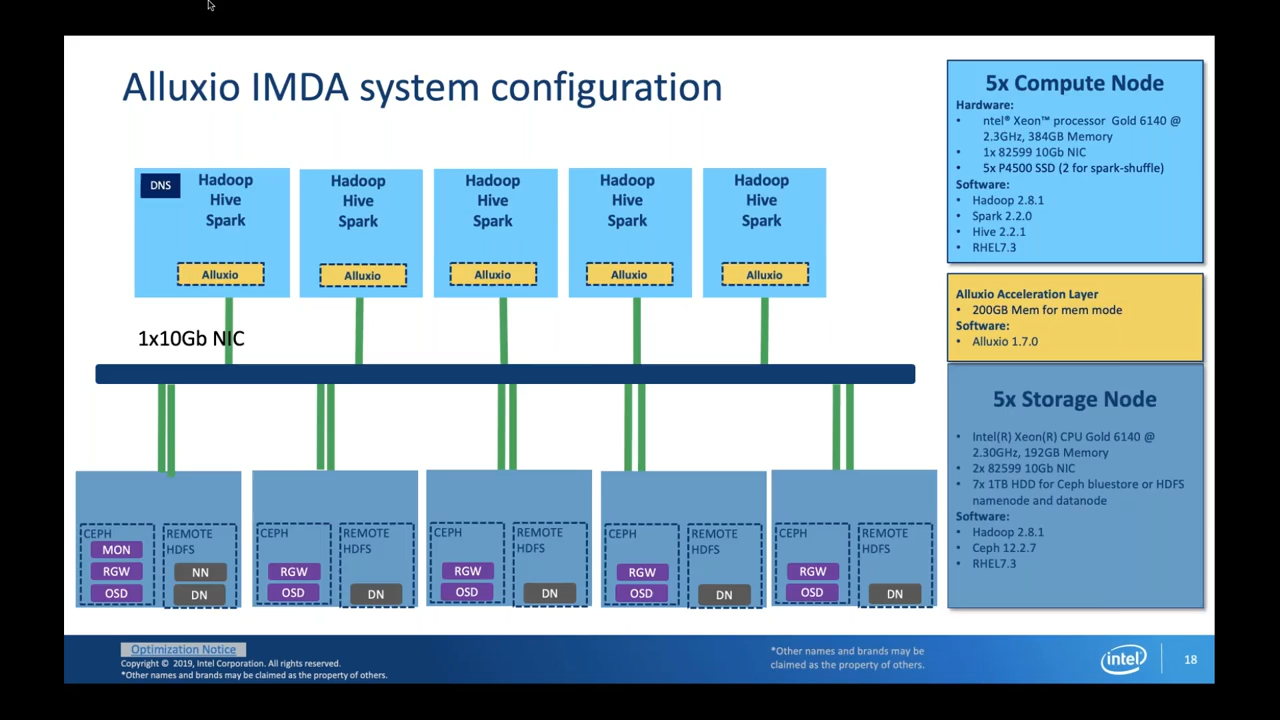 Alluxio IMDA system configuration
DNS
Hadoop
Hive
Spark
Alluxio
Hadoop
Hive
Spark
Alluxio
Hadoop
Hive
Spark
Alluxio
Hadoop
Hive
Spark
Alluxio
Hadoop
Hive
Spark
Alluxio
1x10Gb NIC
CEPH
MON
RGW
OSD
REMOTE
HDFS
NN
DN
CEPH
RGW
OSD
REMOTE
HDFS
DN
CEPH
RGW
OSD
REMOTE
HDFS
DN
CEPH
RGW
OSD
REMOTE
HDFS
DN
CEPH
RGW
OSD
REMOTE
HDFS
DN
5x Compute Node
Hardware:
• ntel® Xeon™ processor Gold 6140 @
2.3GHz, 384GB Memory
• 1x 82599 10Gb NIC
• 5x P4500 SSD (2 for spark-shuffle)
Software:
• Hadoop 2.8.1
• Spark 2.2.0
• Hive 2.2.1
• RHEL7.3
Alluxio Acceleration Layer
• 200GB Mem for mem mode
Software:
• Alluxio 1.7.0
5x Storage Node
• Intel(R) Xeon(R) CPU Gold 6140 @
2.30GHz, 192GB Memory
• 2x 82599 10Gb NIC
• 7x 1TB HDD for Ceph bluestore or HDFS
namenode and datanode
Software:
• Hadoop 2.8.1
• Ceph 12.2.7
• RHEL7.3
Optimization Notice
Copyright © 2019, Intel Corporation. All rights reserved.
*Other names and brands may be claimed as the property of others.
*Other names and brands may be
claimed as the property of others.
intel
18